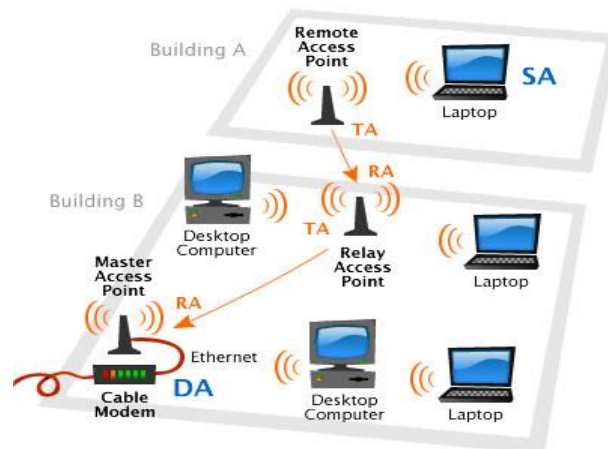 Building A
Remote
Access
Point
SA
Laptop
TA
RA
Building B
TA
Desktop
Computer
Relay
Access
Point
Laptop
Master
Access
Point
RA
Ethernet
DA
Cable
Modem
Desktop
Computer
Laptop